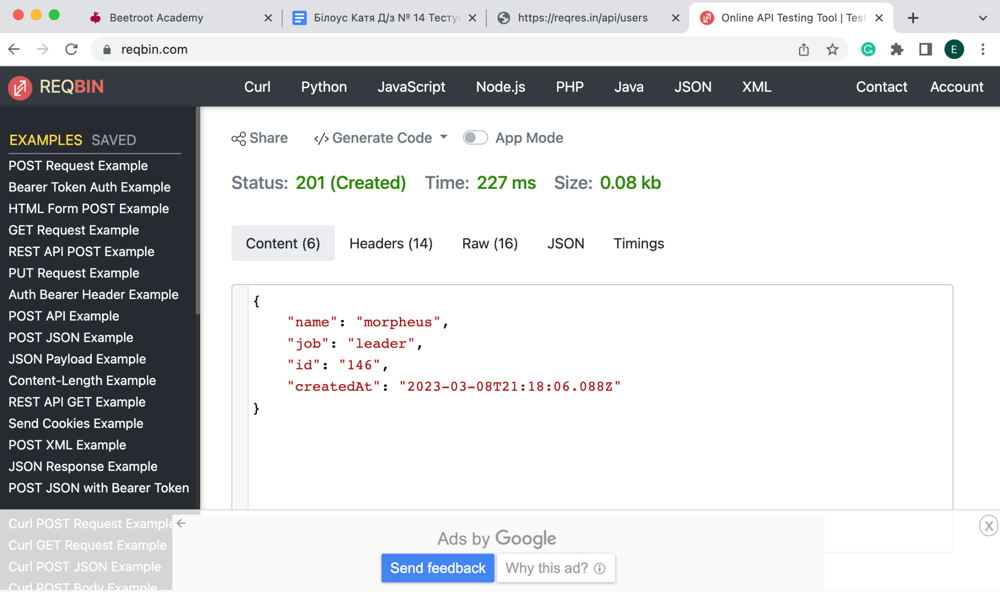 Beetroot Academy
Білоус Катя Д/з № 14 Тесту
https://reqres.in/api/users
Online API Testing Tool | Test
reqbin.com
E
REQBIN
Curl Python JavaScript Node.js PHP Java JSON XML Contact Account
EXAMPLES SAVED
POST Request Example
Bearer Token Auth Example
HTML Form POST Example
GET Request Example
REST API POST Example
PUT Request Example
Auth Bearer Header Example
POST API Example
POST JSON Example
JSON Payload Example
Content-Length Example
REST API GET Example
Send Cookies Example
POST XML Example
JSON Response Example
POST JSON with Bearer Token
Curl POST Request Example
Curl GET Request Example
Curl POST JSON Example
Curl POST Body Example
Share </> Generate Code App Mode
Status: 201 (Created) Time: 227 ms Size: 0.08 kb
Content (6) Headers (14) Raw (16) JSON Timings
{
"name": "morpheus",
"job": "leader",
"id": "146",
"createdAt": "2023-03-08T21:18:06.088Z"
}
Ads by Google
Send feedback Why this ad?